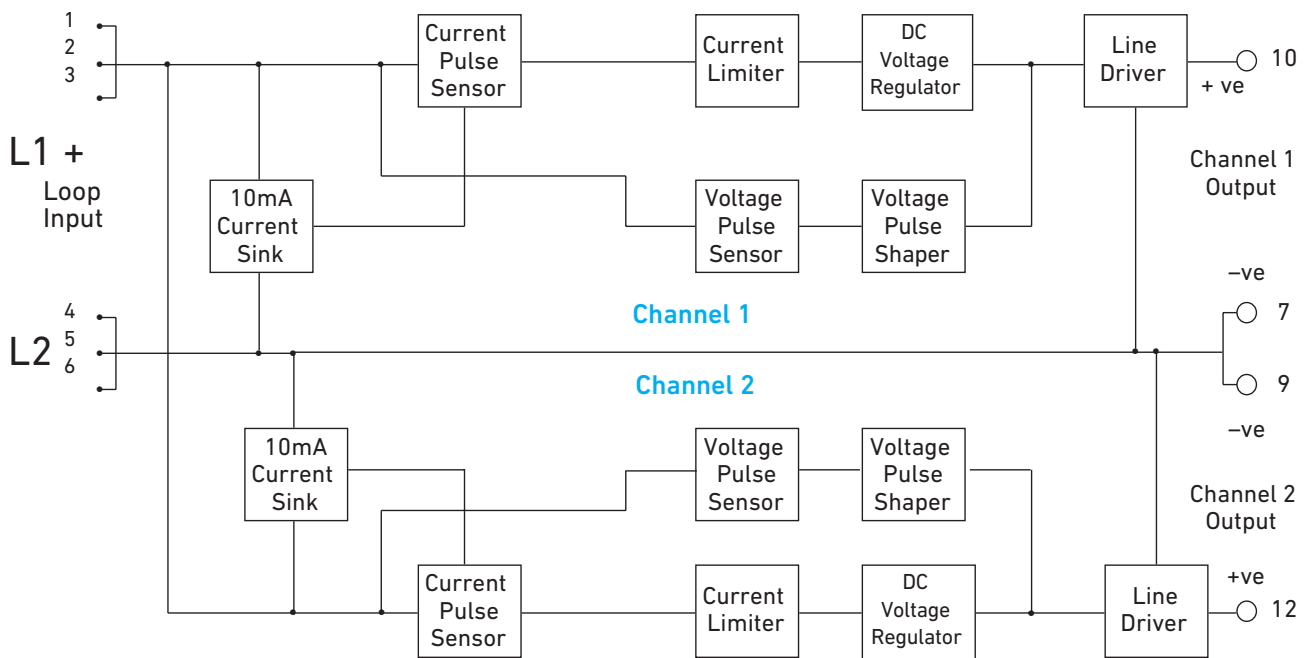 1
2
3
L1 +
Loop
Input
Current
Pulse
Sensor
Current
Limiter
DC
Voltage
Regulator
Line
Driver
10
+ ve
Channel 1
Output
10mA
Current
Sink
Voltage
Pulse
Sensor
Voltage
Pulse
Shaper
Channel 1
–ve
7
4
5
6
L2
Channel 2
9
–ve
10mA
Current
Sink
Voltage
Pulse
Sensor
Voltage
Pulse
Shaper
Channel 2
Output
Current
Pulse
Sensor
Current
Limiter
DC
Voltage
Regulator
Line
Driver
+ve
12